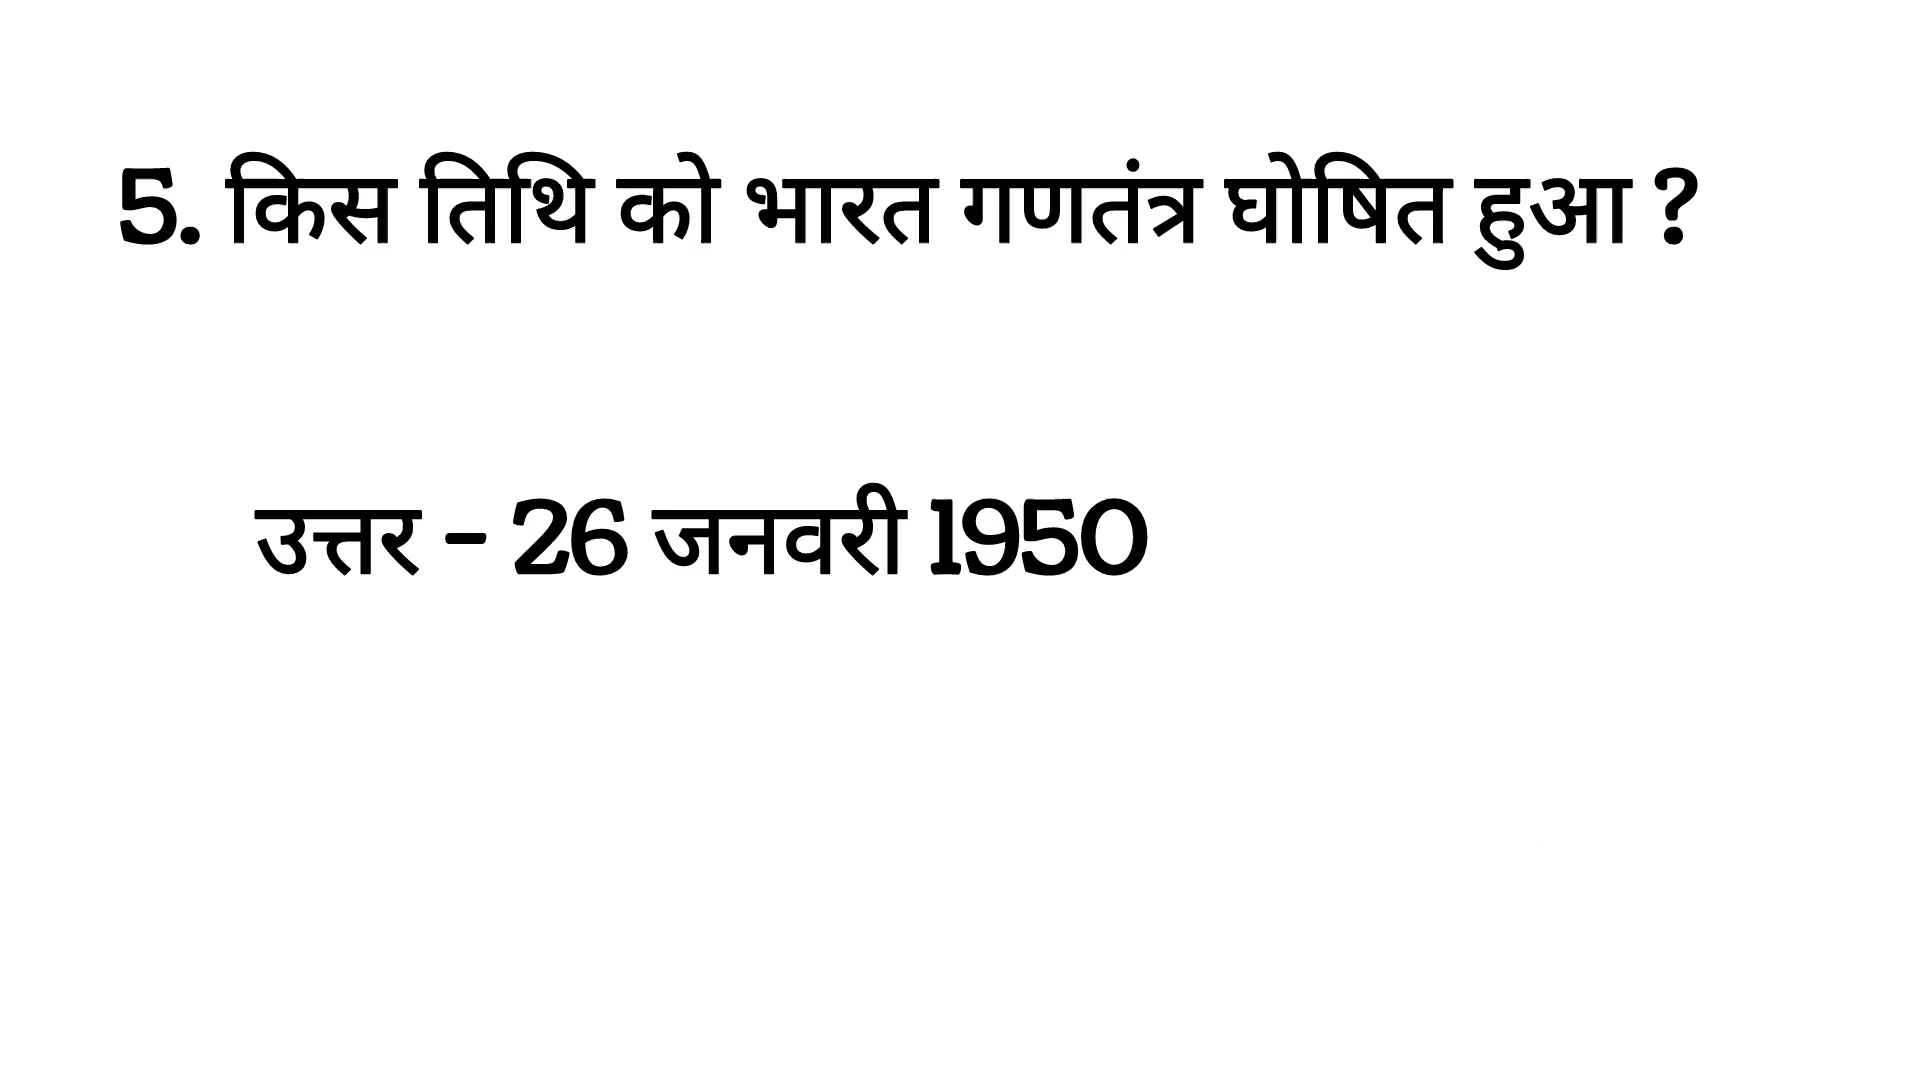 5. किस तिथि को भारत गणतंत्र घोषित हुआ ?
उत्तर - 26 जनवरी 1950